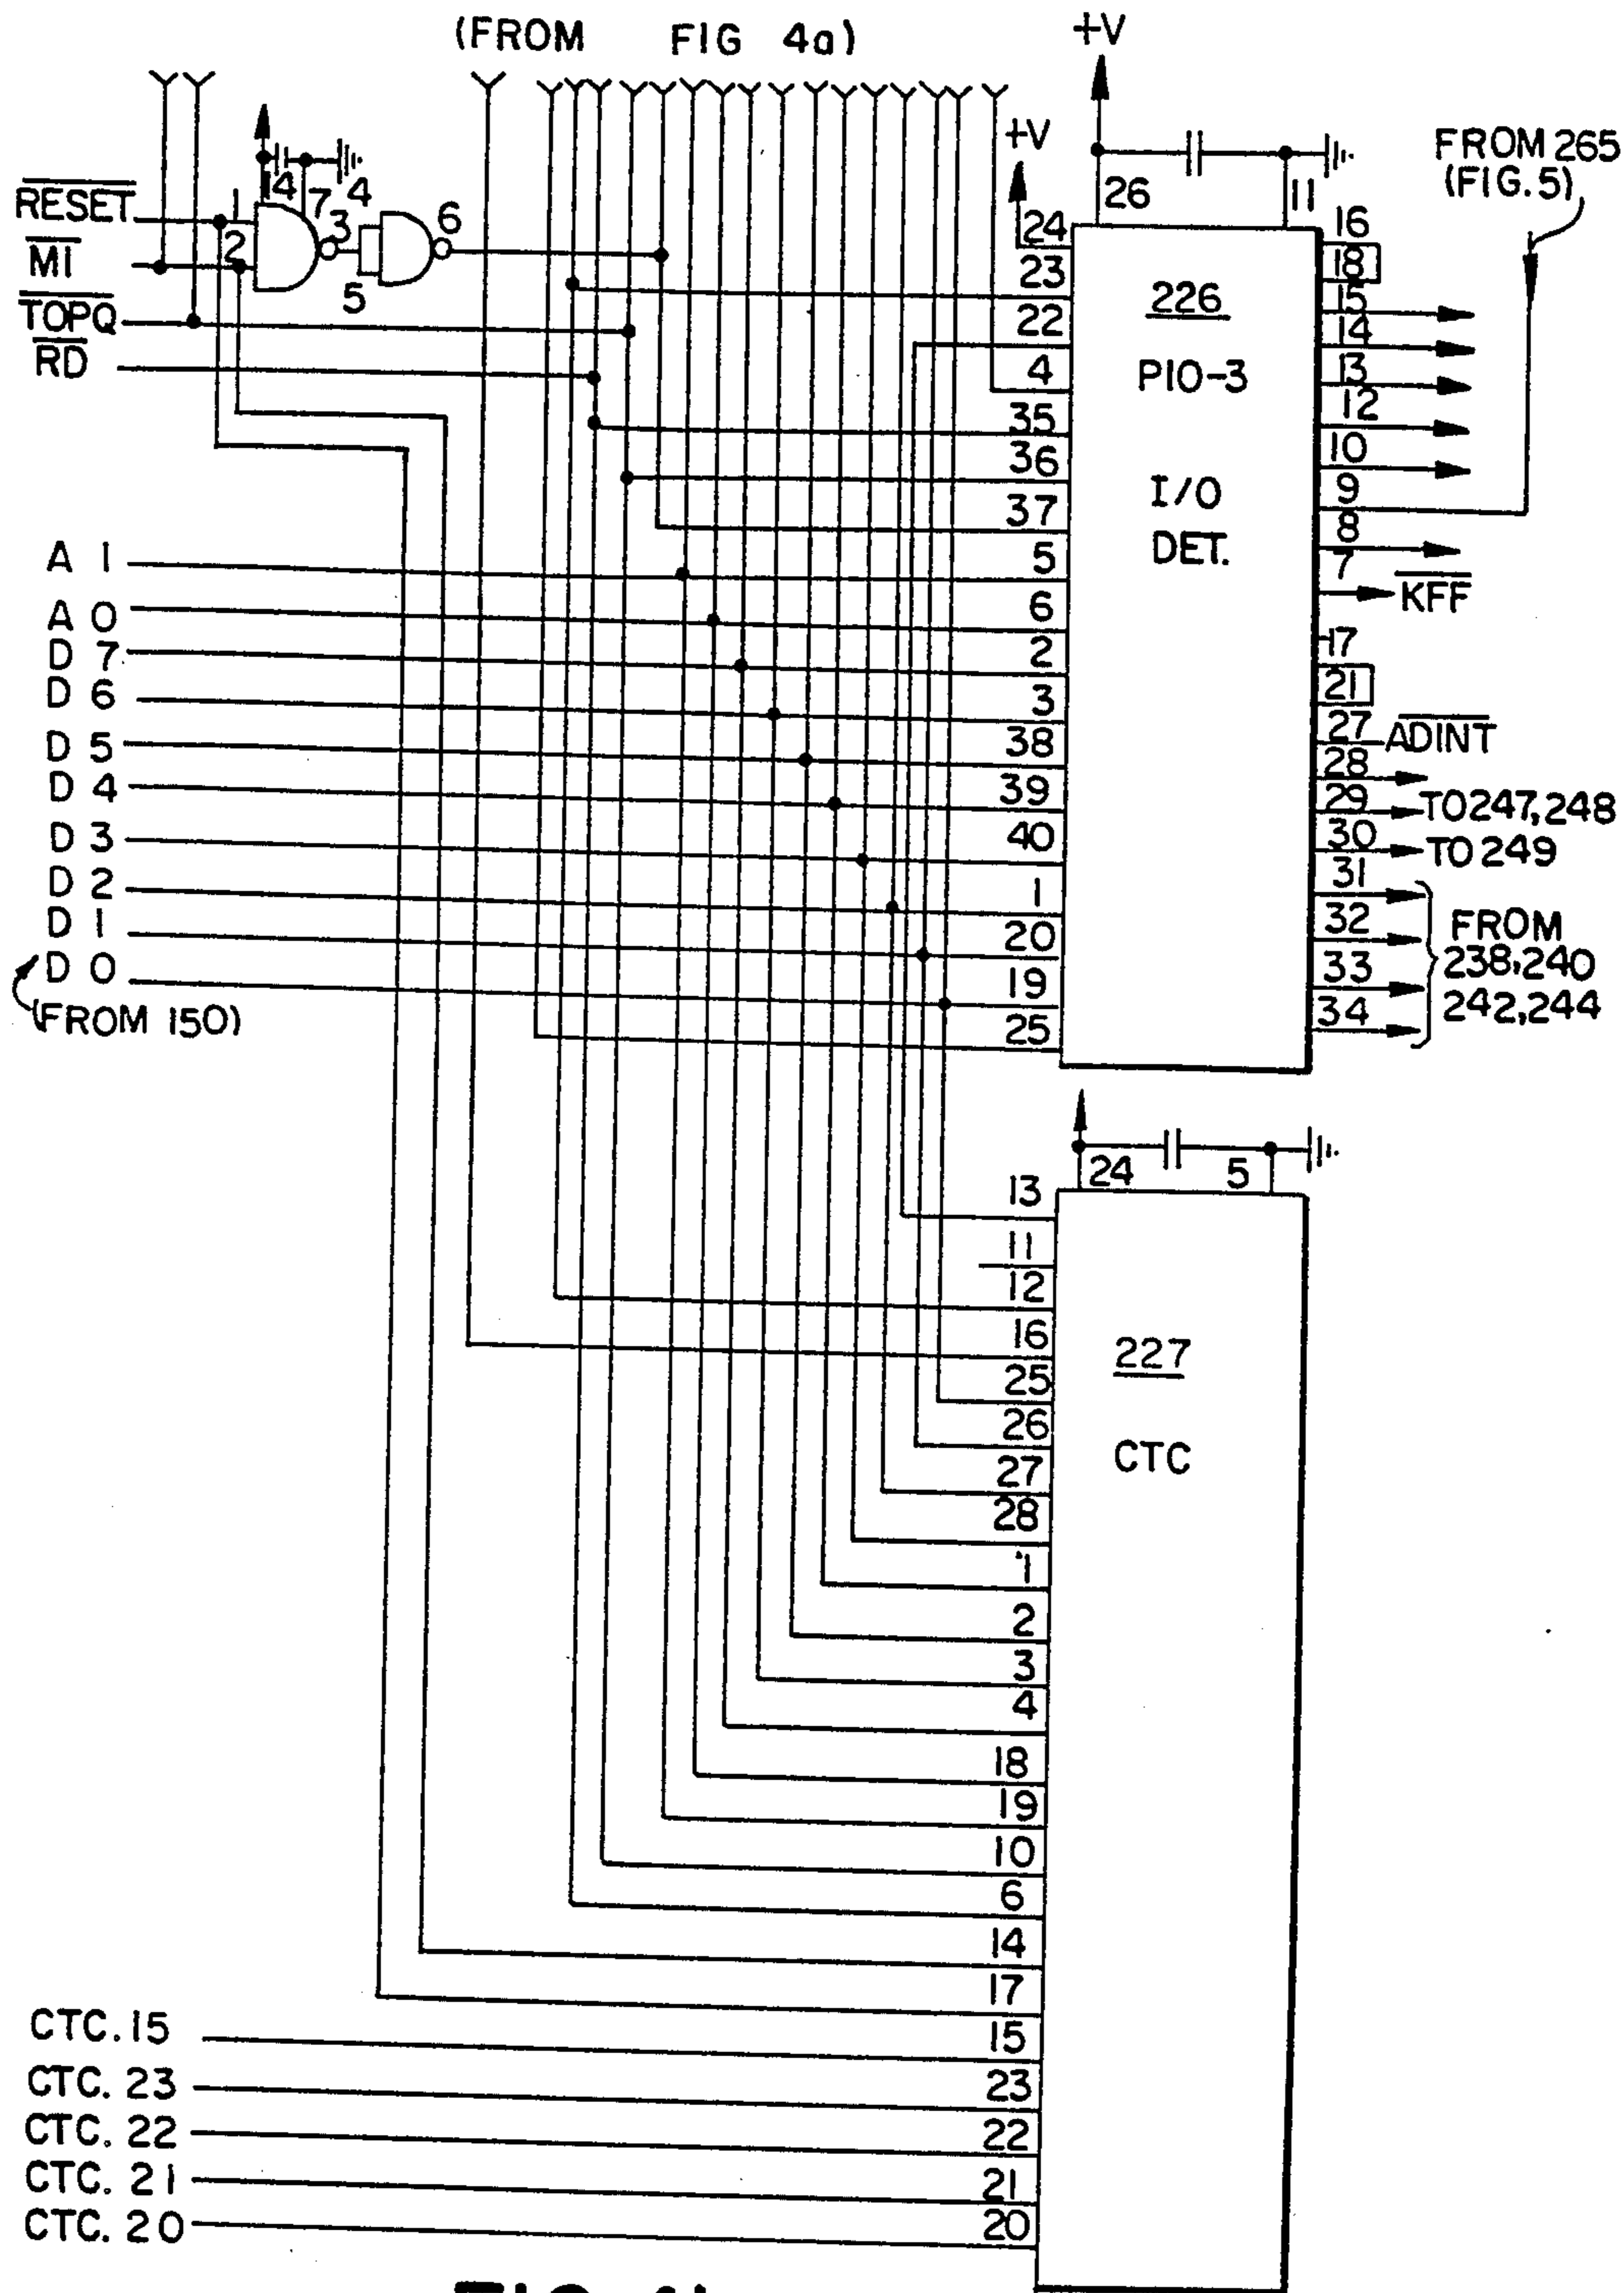 (FROM FIG 4a)
+V
+V
FROM 265
(FIG. 5)
RESET
MI
TOPQ
RD
1
2
14
7
4
3
5
6
26
11
24
23
22
4
35
36
37
5
6
2
3
38
39
40
1
20
19
25
226
PIO-3
I/O
DET.
16
18
15
14
13
12
10
9
8
7
KFF
17
21
27
ADINT
28
29
TO 247,248
30
TO 249
31
32
33
34
FROM
238,240
242,244
A 1
A 0
D 7
D 6
D 5
D 4
D 3
D 2
D 1
D 0
(FROM 150)
24
5
13
11
12
16
25
26
27
28
1
2
3
4
18
19
10
6
14
17
15
23
22
21
20
227
CTC
CTC. 15
CTC. 23
CTC. 22
CTC. 21
CTC. 20